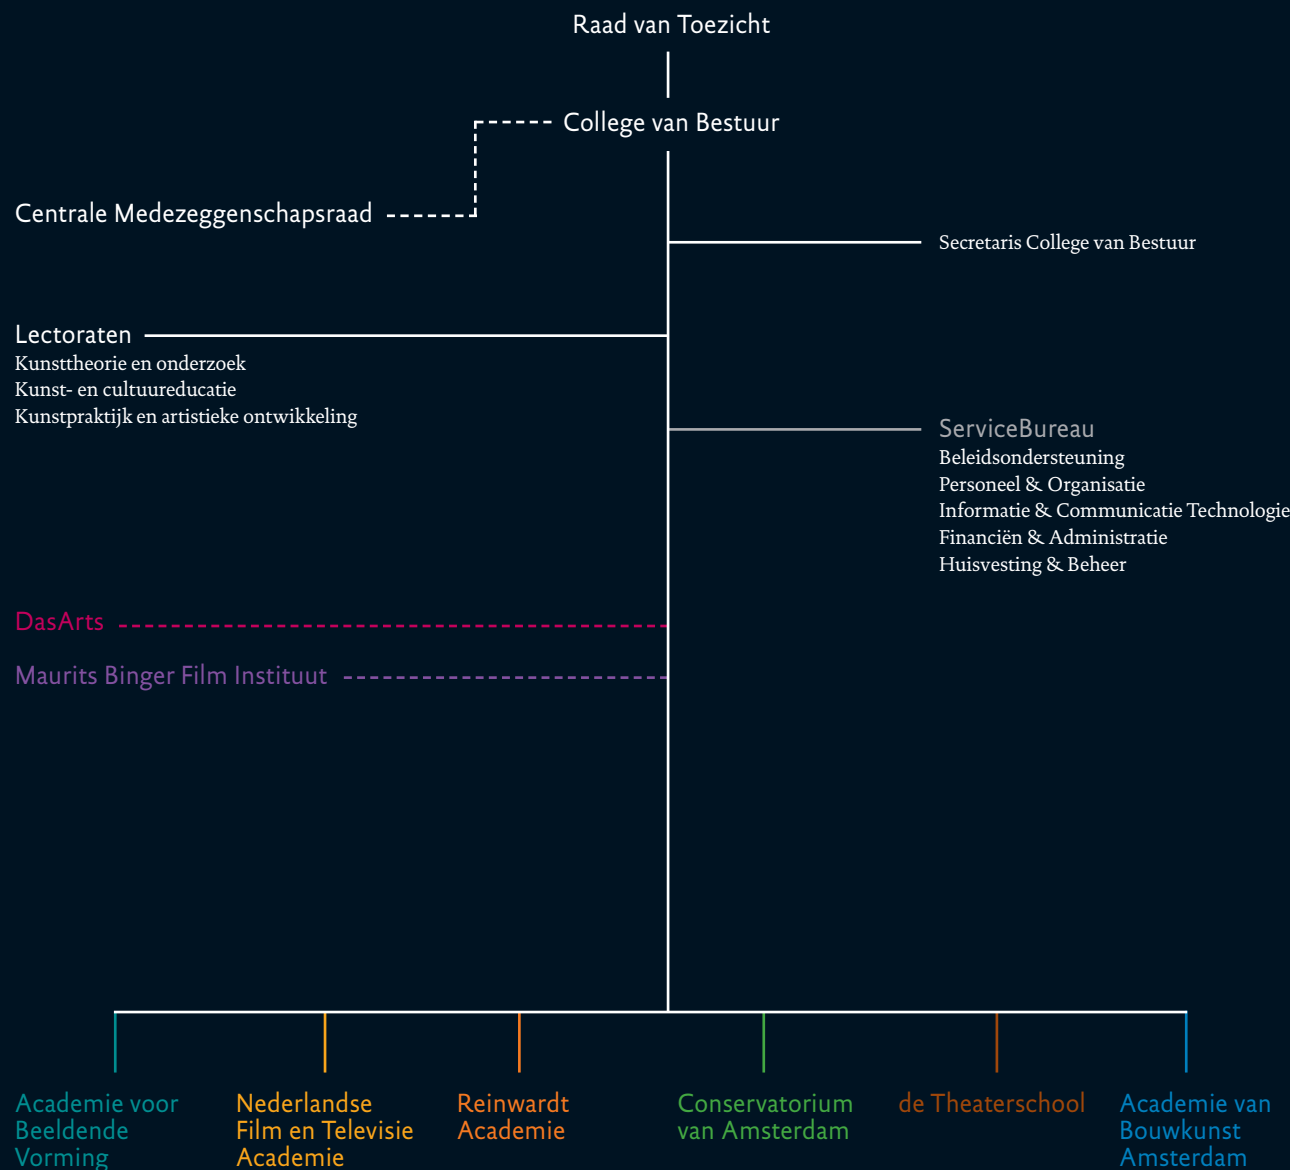 Raad van Toezicht
College van Bestuur
Centrale Medezeggenschapsraad
Secretaris College van Bestuur
Lectoraten
Kunsttheorie en onderzoek
Kunst- en cultuureducatie
Kunstpraktijk en artistieke ontwikkeling
ServiceBureau
Beleidsondersteuning
Personeel & Organisatie
Informatie & Communicatie Technologie
Financiën & Administratie
Huisvesting & Beheer
DasArts
Maurits Binger Film Instituut
Academie voor
Beeldende
Vorming
Nederlandse
Film en Televisie
Academie
Reinwardt
Academie
Conservatorium
van Amsterdam
de Theaterschool
Academie van
Bouwkunst
Amsterdam